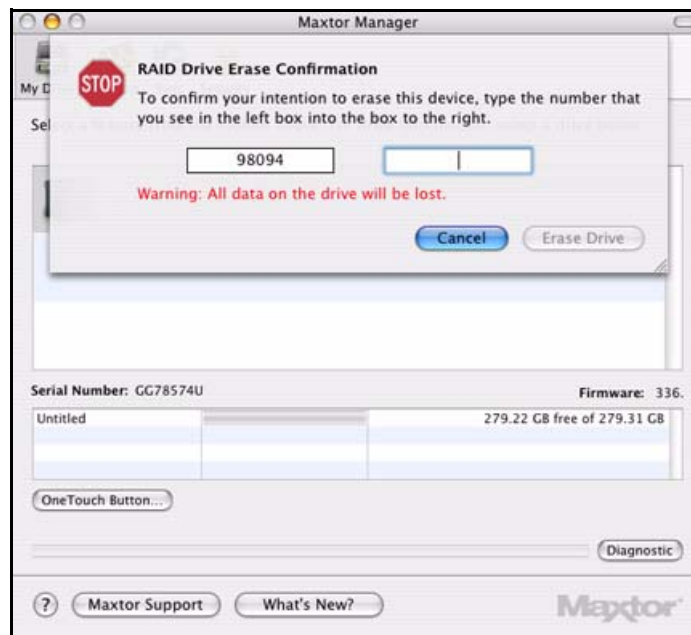 Maxtor Manager
My D
STOP
RAID Drive Erase Confirmation
To confirm your intention to erase this device, type the number that
you see in the left box into the box to the right.
Sel
98094
Warning: All data on the drive will be lost.
Cancel
Erase Drive
Serial Number: GG78574U
Firmware: 336.
Untitled
279.22 GB free of 279.31 GB
OneTouch Button...
Diagnostic
?
Maxtor Support
What's New?
Maxtor